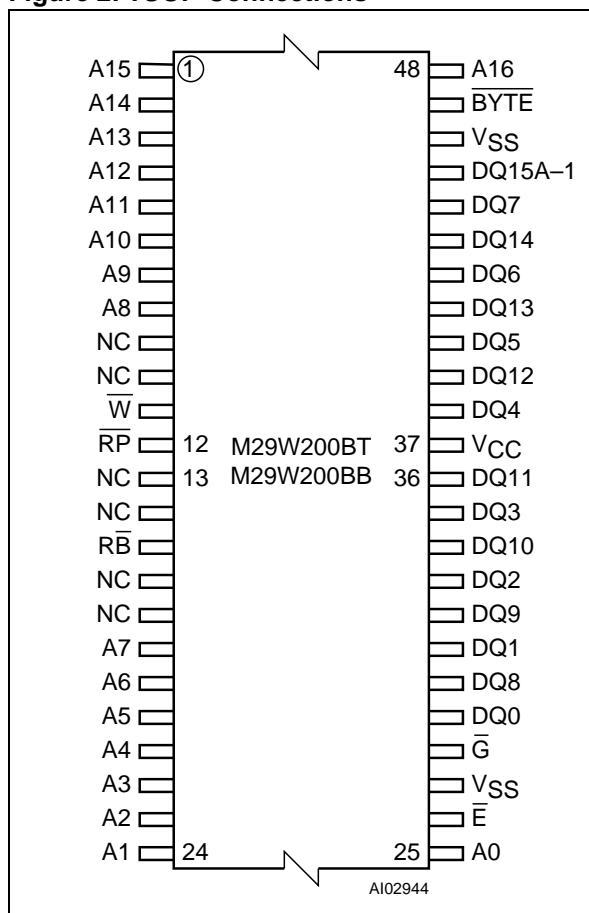 Figure 2. TSOP Connections
A15 1 48 A16
A14 B̅Y̅T̅E̅
A13 VSS
A12 DQ15A–1
A11 DQ7
A10 DQ14
A9 DQ6
A8 DQ13
NC DQ5
NC DQ12
W̅ DQ4
R̅P̅ 12 M29W200BT 37 VCC
NC 13 M29W200BB 36 DQ11
NC DQ3
RB̅ DQ10
NC DQ2
NC DQ9
A7 DQ1
A6 DQ8
A5 DQ0
A4 G̅
A3 VSS
A2 E̅
A1 24 25 A0
AI02944